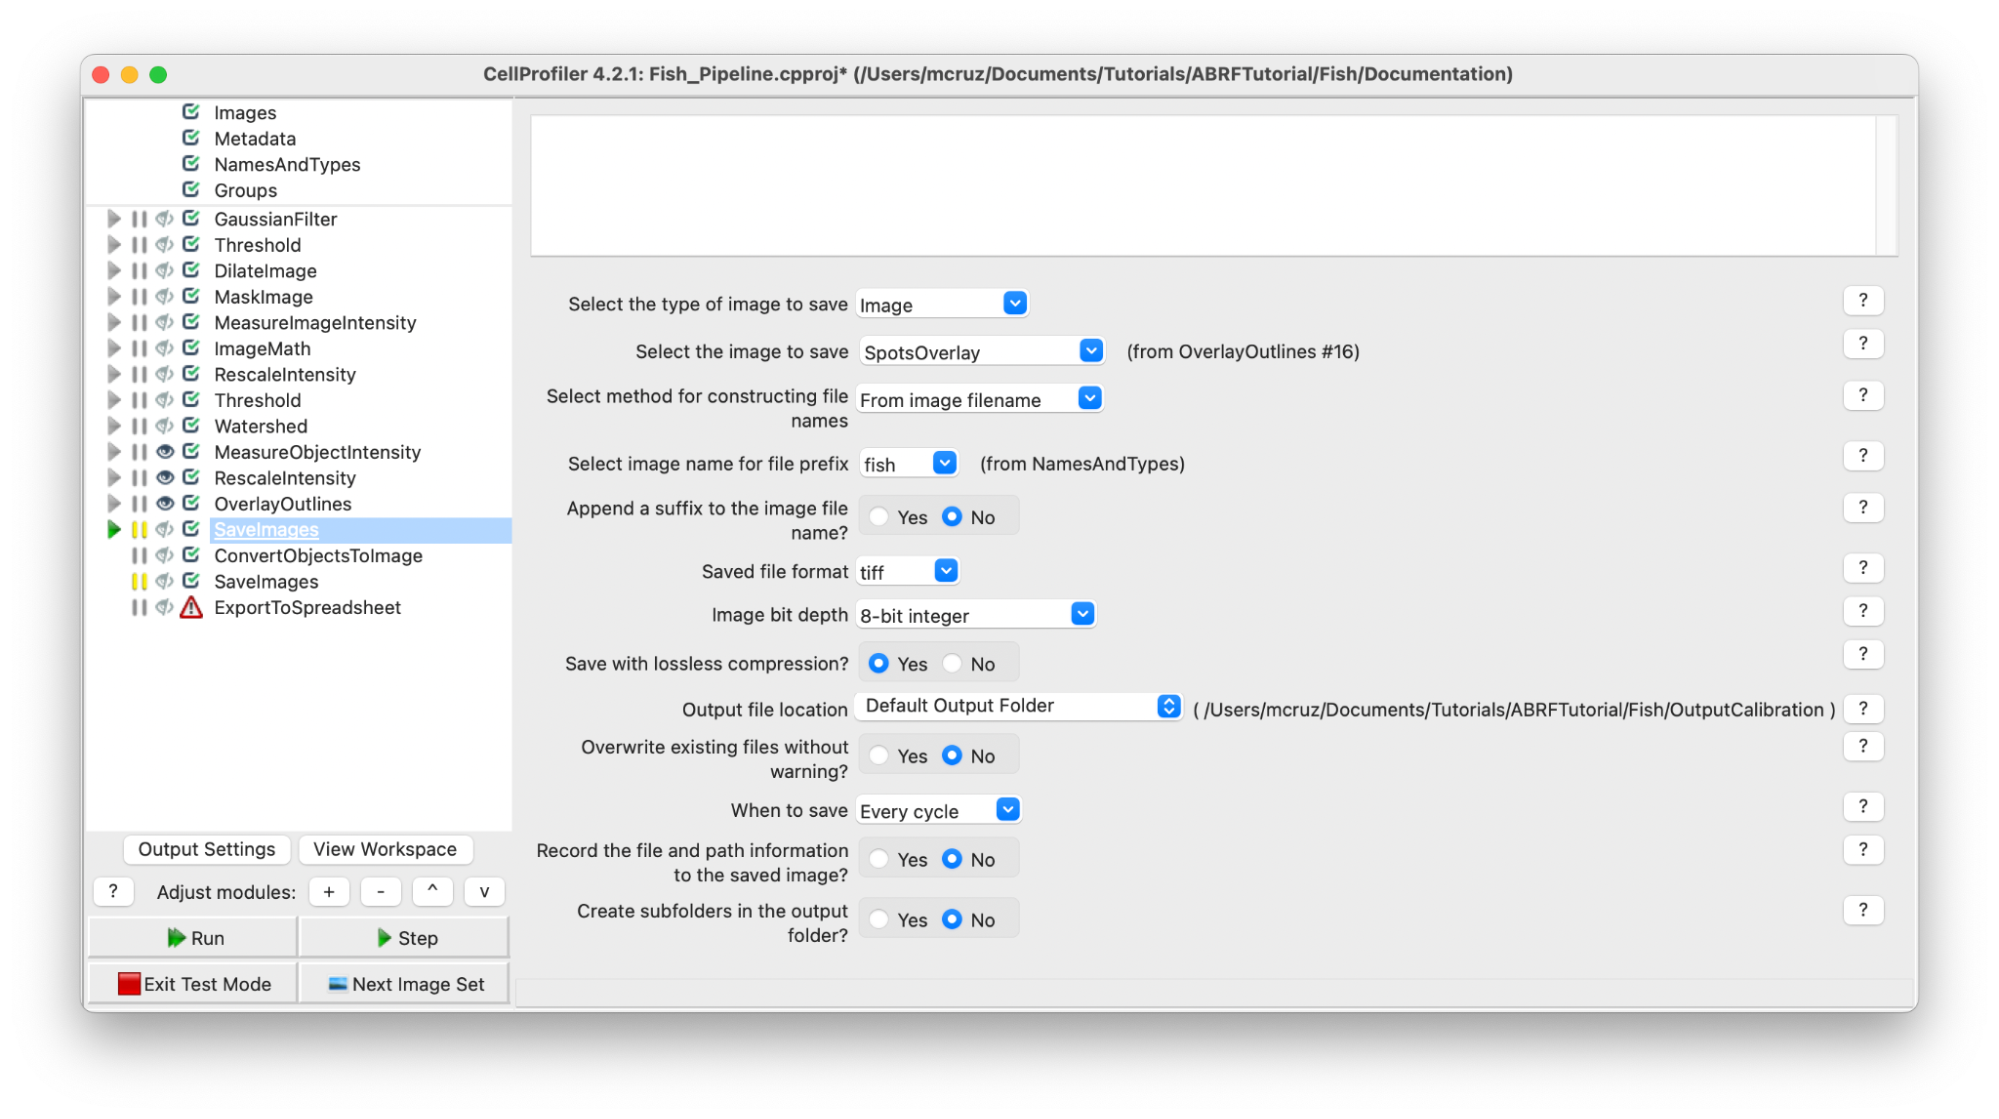 CellProfiler 4.2.1: Fish_Pipeline.cpproj* (/Users/mcruz/Documents/Tutorials/ABRFTutorial/Fish/Documentation)
Images
Metadata
NamesAndTypes
Groups
GaussianFilter
Threshold
DilateImage
MaskImage
MeasureImageIntensity
ImageMath
RescaleIntensity
Threshold
Watershed
MeasureObjectIntensity
RescaleIntensity
OverlayOutlines
SaveImages
ConvertObjectsToImage
SaveImages
ExportToSpreadsheet
Output Settings View Workspace
? Adjust modules: + - ^ v
Run Step
Exit Test Mode Next Image Set
Select the type of image to save Image ?
Select the image to save SpotsOverlay (from OverlayOutlines #16) ?
Select method for constructing file From image filename ?
names
Select image name for file prefix fish (from NamesAndTypes) ?
Append a suffix to the image file Yes No ?
name?
Saved file format tiff ?
Image bit depth 8-bit integer ?
Save with lossless compression? Yes No ?
Output file location Default Output Folder ( /Users/mcruz/Documents/Tutorials/ABRFTutorial/Fish/OutputCalibration ) ?
Overwrite existing files without Yes No ?
warning?
When to save Every cycle ?
Record the file and path information Yes No ?
to the saved image?
Create subfolders in the output Yes No ?
folder?